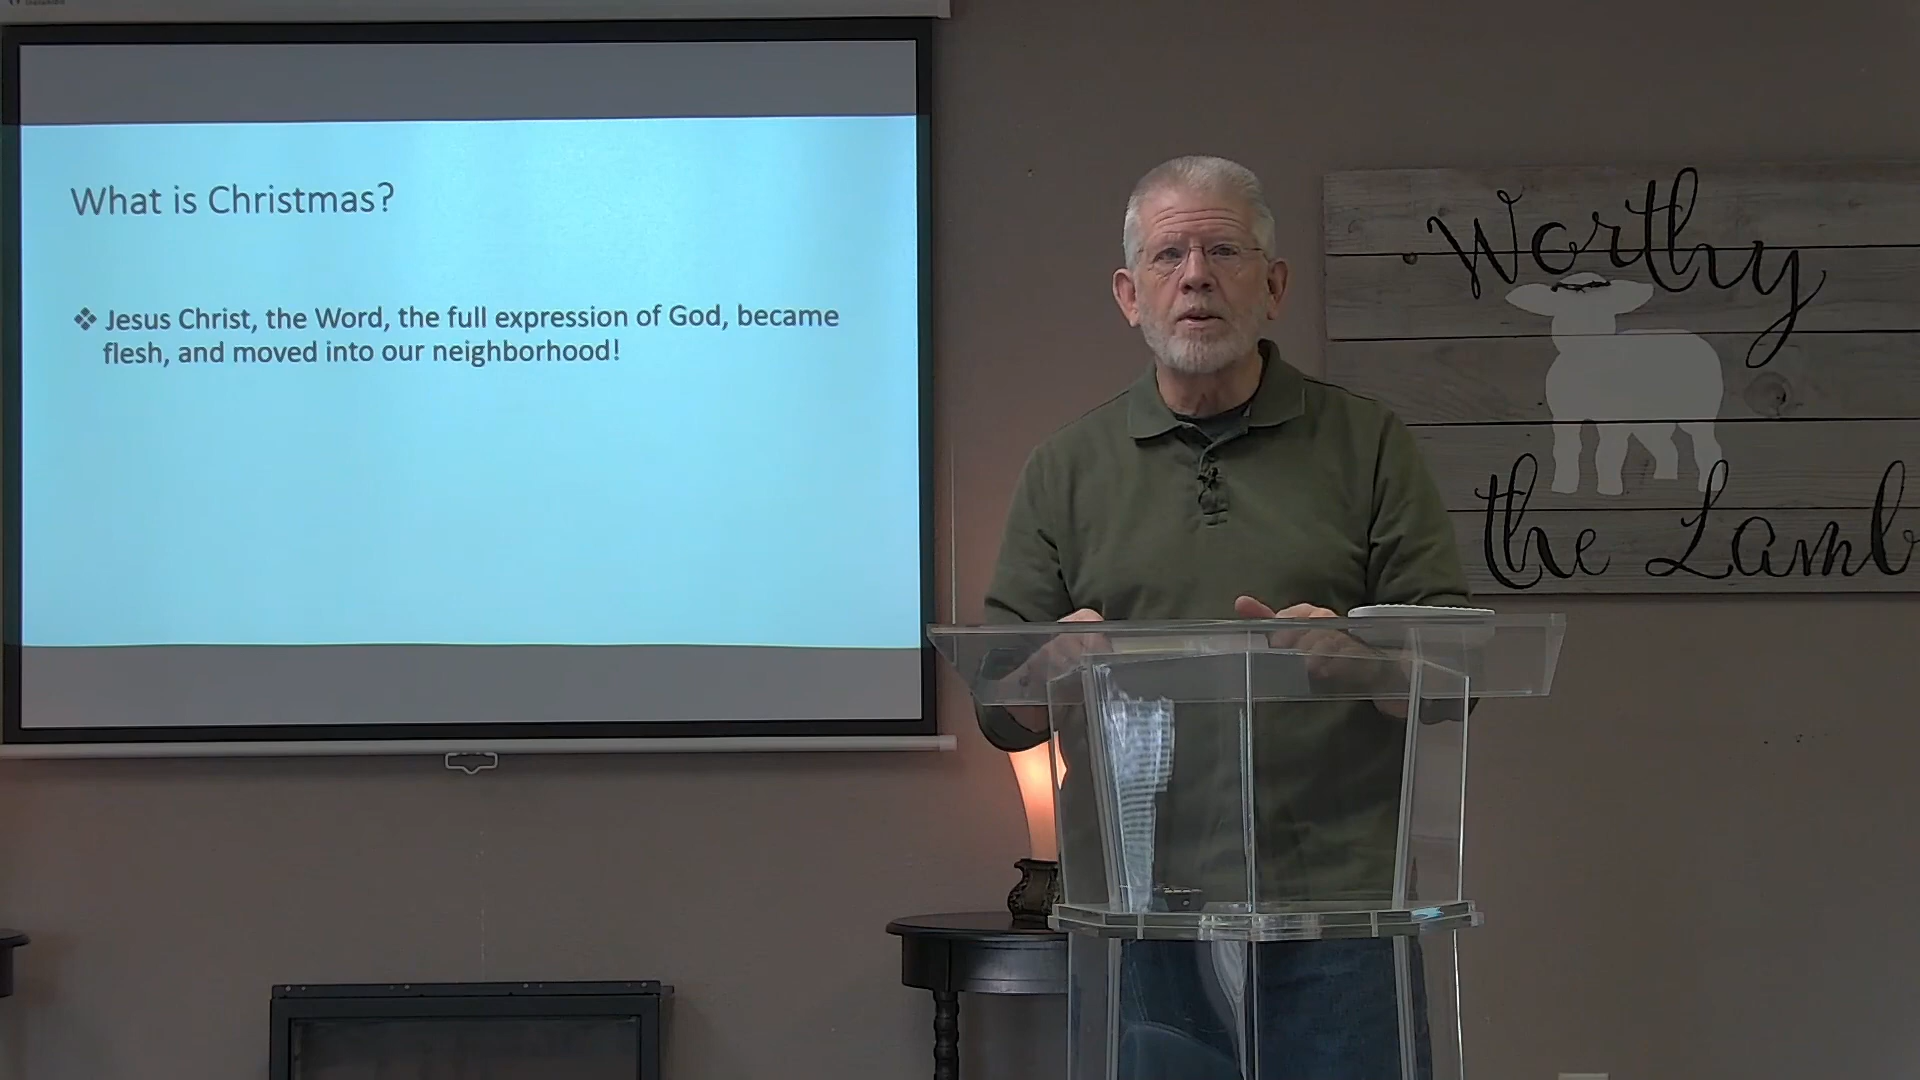 What is Christmas?
❖ Jesus Christ, the Word, the full expression of God, became
flesh, and moved into our neighborhood!
Worthy
the Lamb